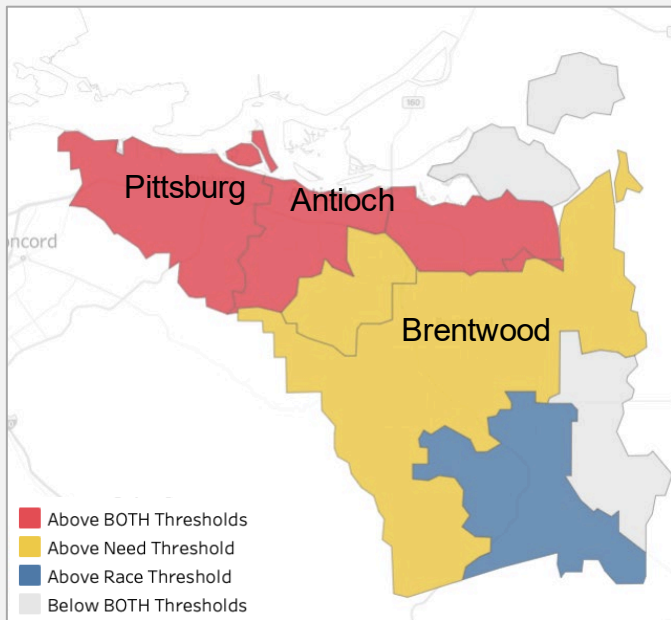 160
Pittsburg
Antioch
oncord
Brentwood
Above BOTH Thresholds
Above Need Threshold
Above Race Threshold
Below BOTH Thresholds